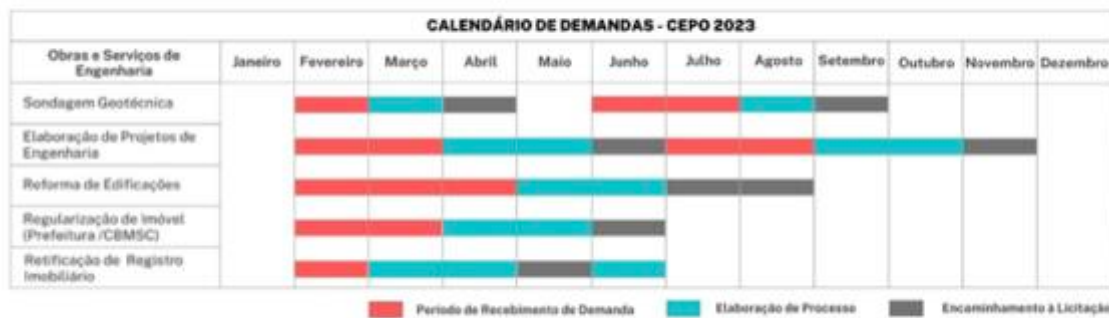 CALENDÁRIO DE DEMANDAS - CEPO 2023
Obras e Serviços de
Engenharia
Janeiro Fevereiro Março Abril Maio Junho Julho Agosto Setembro Outubro Novembro Dezembro
Sondagem Geotécnica
Elaboração de Projetos de
Engenharia
Reforma de Edificações
Regularização de Imóvel
(Prefeitura /CBMSC)
Retificação de Registro
Imobiliário
Período de Recebimento de Demanda Elaboração de Processo Encaminhamento à Licitação